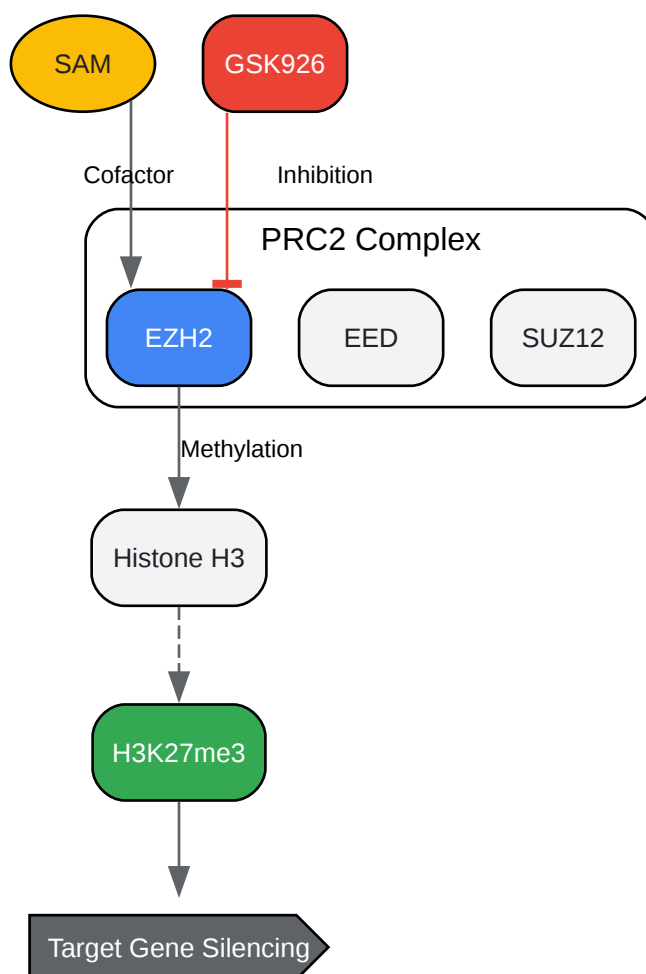 SAM
GSK926
Cofactor
Inhibition
PRC2 Complex
EZH2
EED
SUZ12
Methylation
Histone H3
H3K27me3
Target Gene Silencing